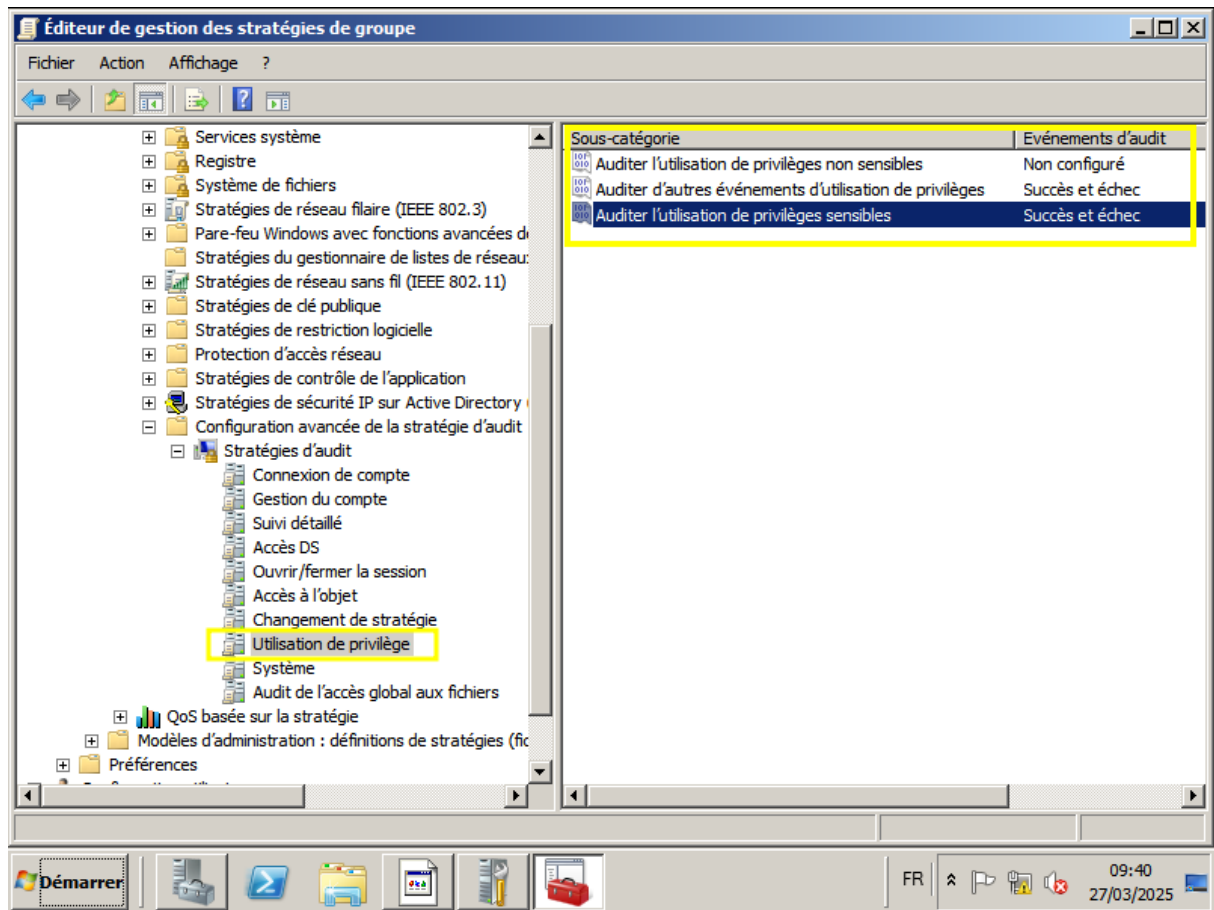 Éditeur de gestion des stratégies de groupe
Fichier Action Affichage ?
Services système
Registre
Système de fichiers
Stratégies de réseau filaire (IEEE 802.3)
Pare-feu Windows avec fonctions avancées de
Stratégies du gestionnaire de listes de réseau
Stratégies de réseau sans fil (IEEE 802.11)
Stratégies de clé publique
Stratégies de restriction logicielle
Protection d'accès réseau
Stratégies de contrôle de l'application
Stratégies de sécurité IP sur Active Directory
Configuration avancée de la stratégie d'audit
Stratégies d'audit
Connexion de compte
Gestion du compte
Suivi détaillé
Accès DS
Ouvrir/fermer la session
Accès à l'objet
Changement de stratégie
Utilisation de privilège
Système
Audit de l'accès global aux fichiers
QoS basée sur la stratégie
Modèles d'administration : définitions de stratégies (fic
Préférences
Sous-catégorie Evénements d'audit
Auditer l'utilisation de privilèges non sensibles Non configuré
Auditer d'autres événements d'utilisation de privilèges Succès et échec
Auditer l'utilisation de privilèges sensibles Succès et échec
Démarrer
FR
09:40
27/03/2025